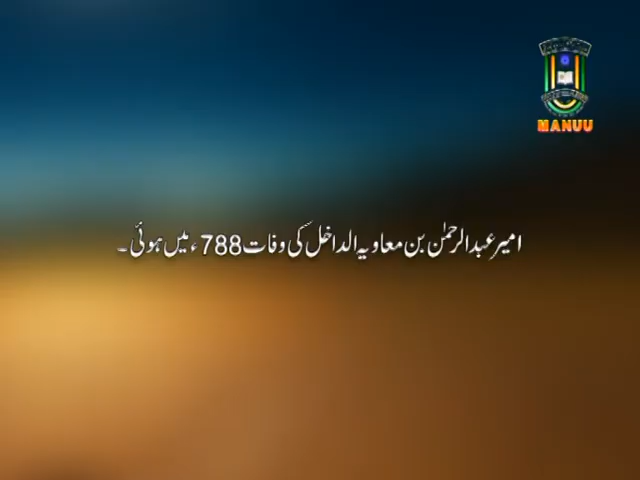 MANUU
امیر عبدالرحمٰن بن معاویہ الداخل کی وفات 788ء میں ہوئی۔